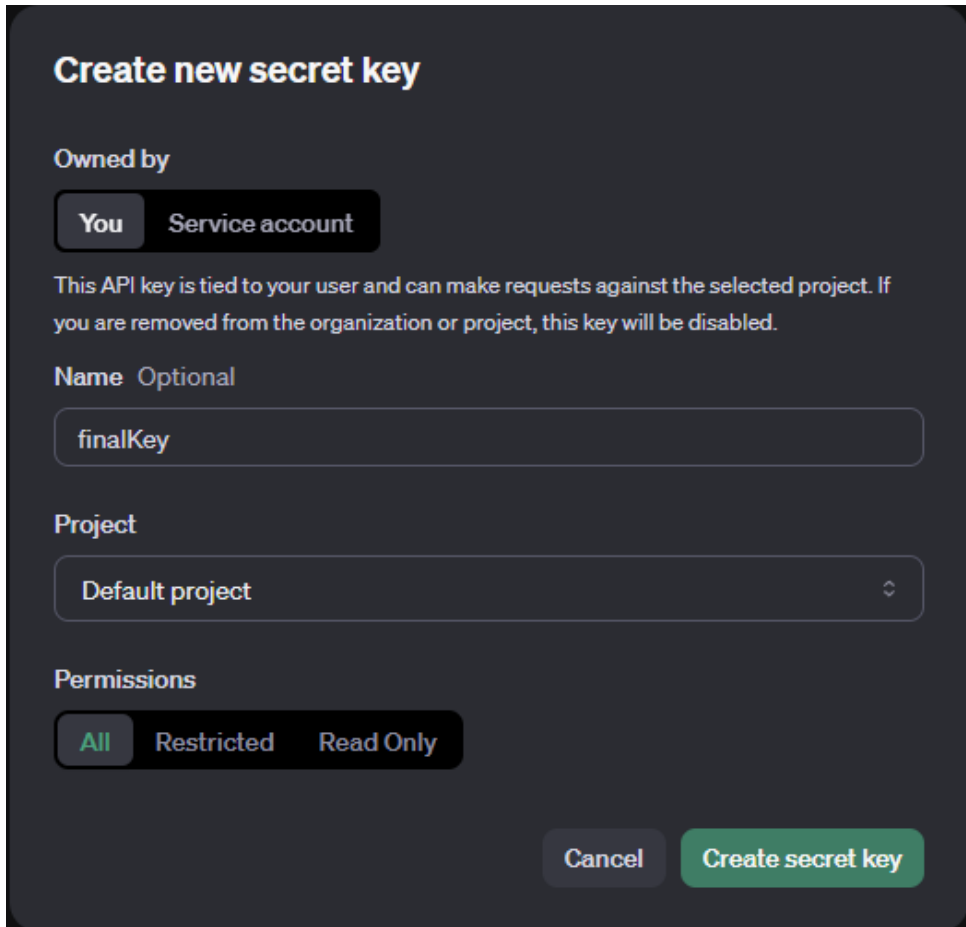 Create new secret key
Owned by
You Service account
This API key is tied to your user and can make requests against the selected project. If
you are removed from the organization or project, this key will be disabled.
Name Optional
finalKey
Project
Default project
Permissions
All Restricted Read Only
Cancel Create secret key